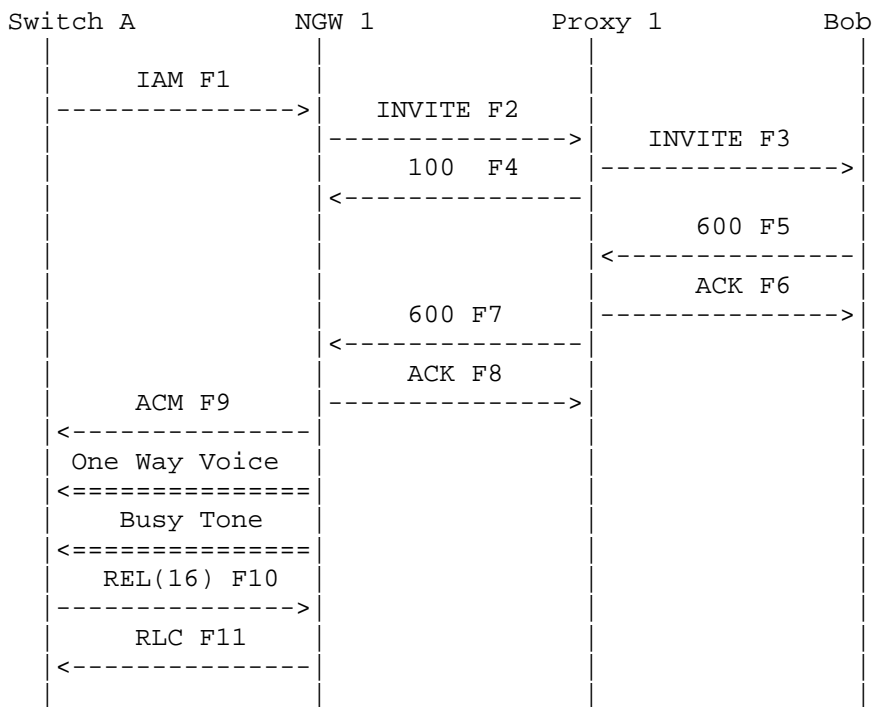 Switch A NGW 1 Proxy 1 Bob
IAM F1
INVITE F2
INVITE F3
100 F4
600 F5
ACK F6
600 F7
ACK F8
ACM F9
One Way Voice
Busy Tone
REL(16) F10
RLC F11